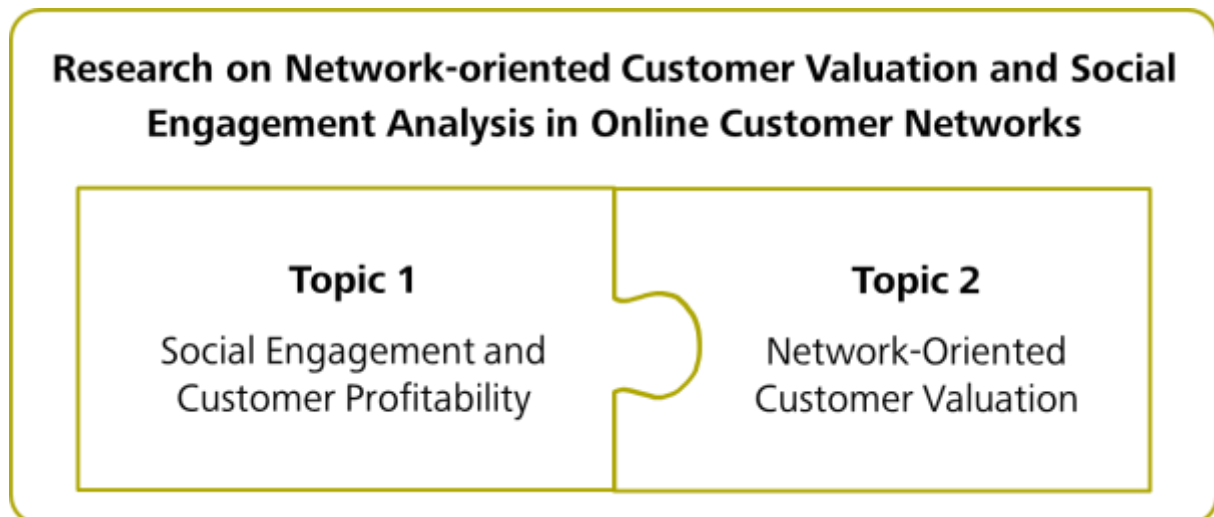 Research on Network-oriented Customer Valuation and Social
Engagement Analysis in Online Customer Networks
Topic 1
Social Engagement and
Customer Profitability
Topic 2
Network-Oriented
Customer Valuation